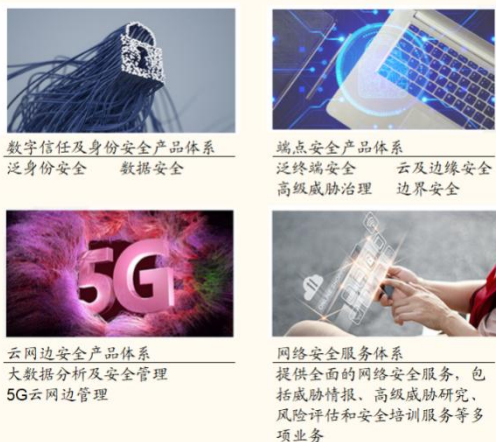 数字信任及身份安全产品体系
泛身份安全 数据安全
端点安全产品体系
泛终端安全 云及边缘安全
高级威胁治理 边界安全
5G
云网边安全产品体系
大数据分析及安全管理
5G云网边管理
网络安全服务体系
提供全面的网络安全服务，包
括威胁情报、高级威胁研究、
风险评估和安全培训服务等多
项业务